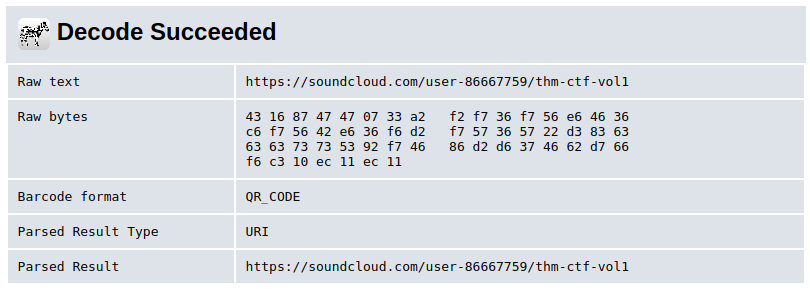 Decode Succeeded
Raw text https://soundcloud.com/user-86667759/thm-ctf-vol1
Raw bytes 43 16 87 47 47 07 33 a2 f2 f7 36 f7 56 e6 46 36
c6 f7 56 42 e6 36 f6 d2 f7 57 36 57 22 d3 83 63
63 63 73 73 53 92 f7 46 86 d2 d6 37 46 62 d7 66
f6 c3 10 ec 11 ec 11
Barcode format QR_CODE
Parsed Result Type URI
Parsed Result https://soundcloud.com/user-86667759/thm-ctf-vol1